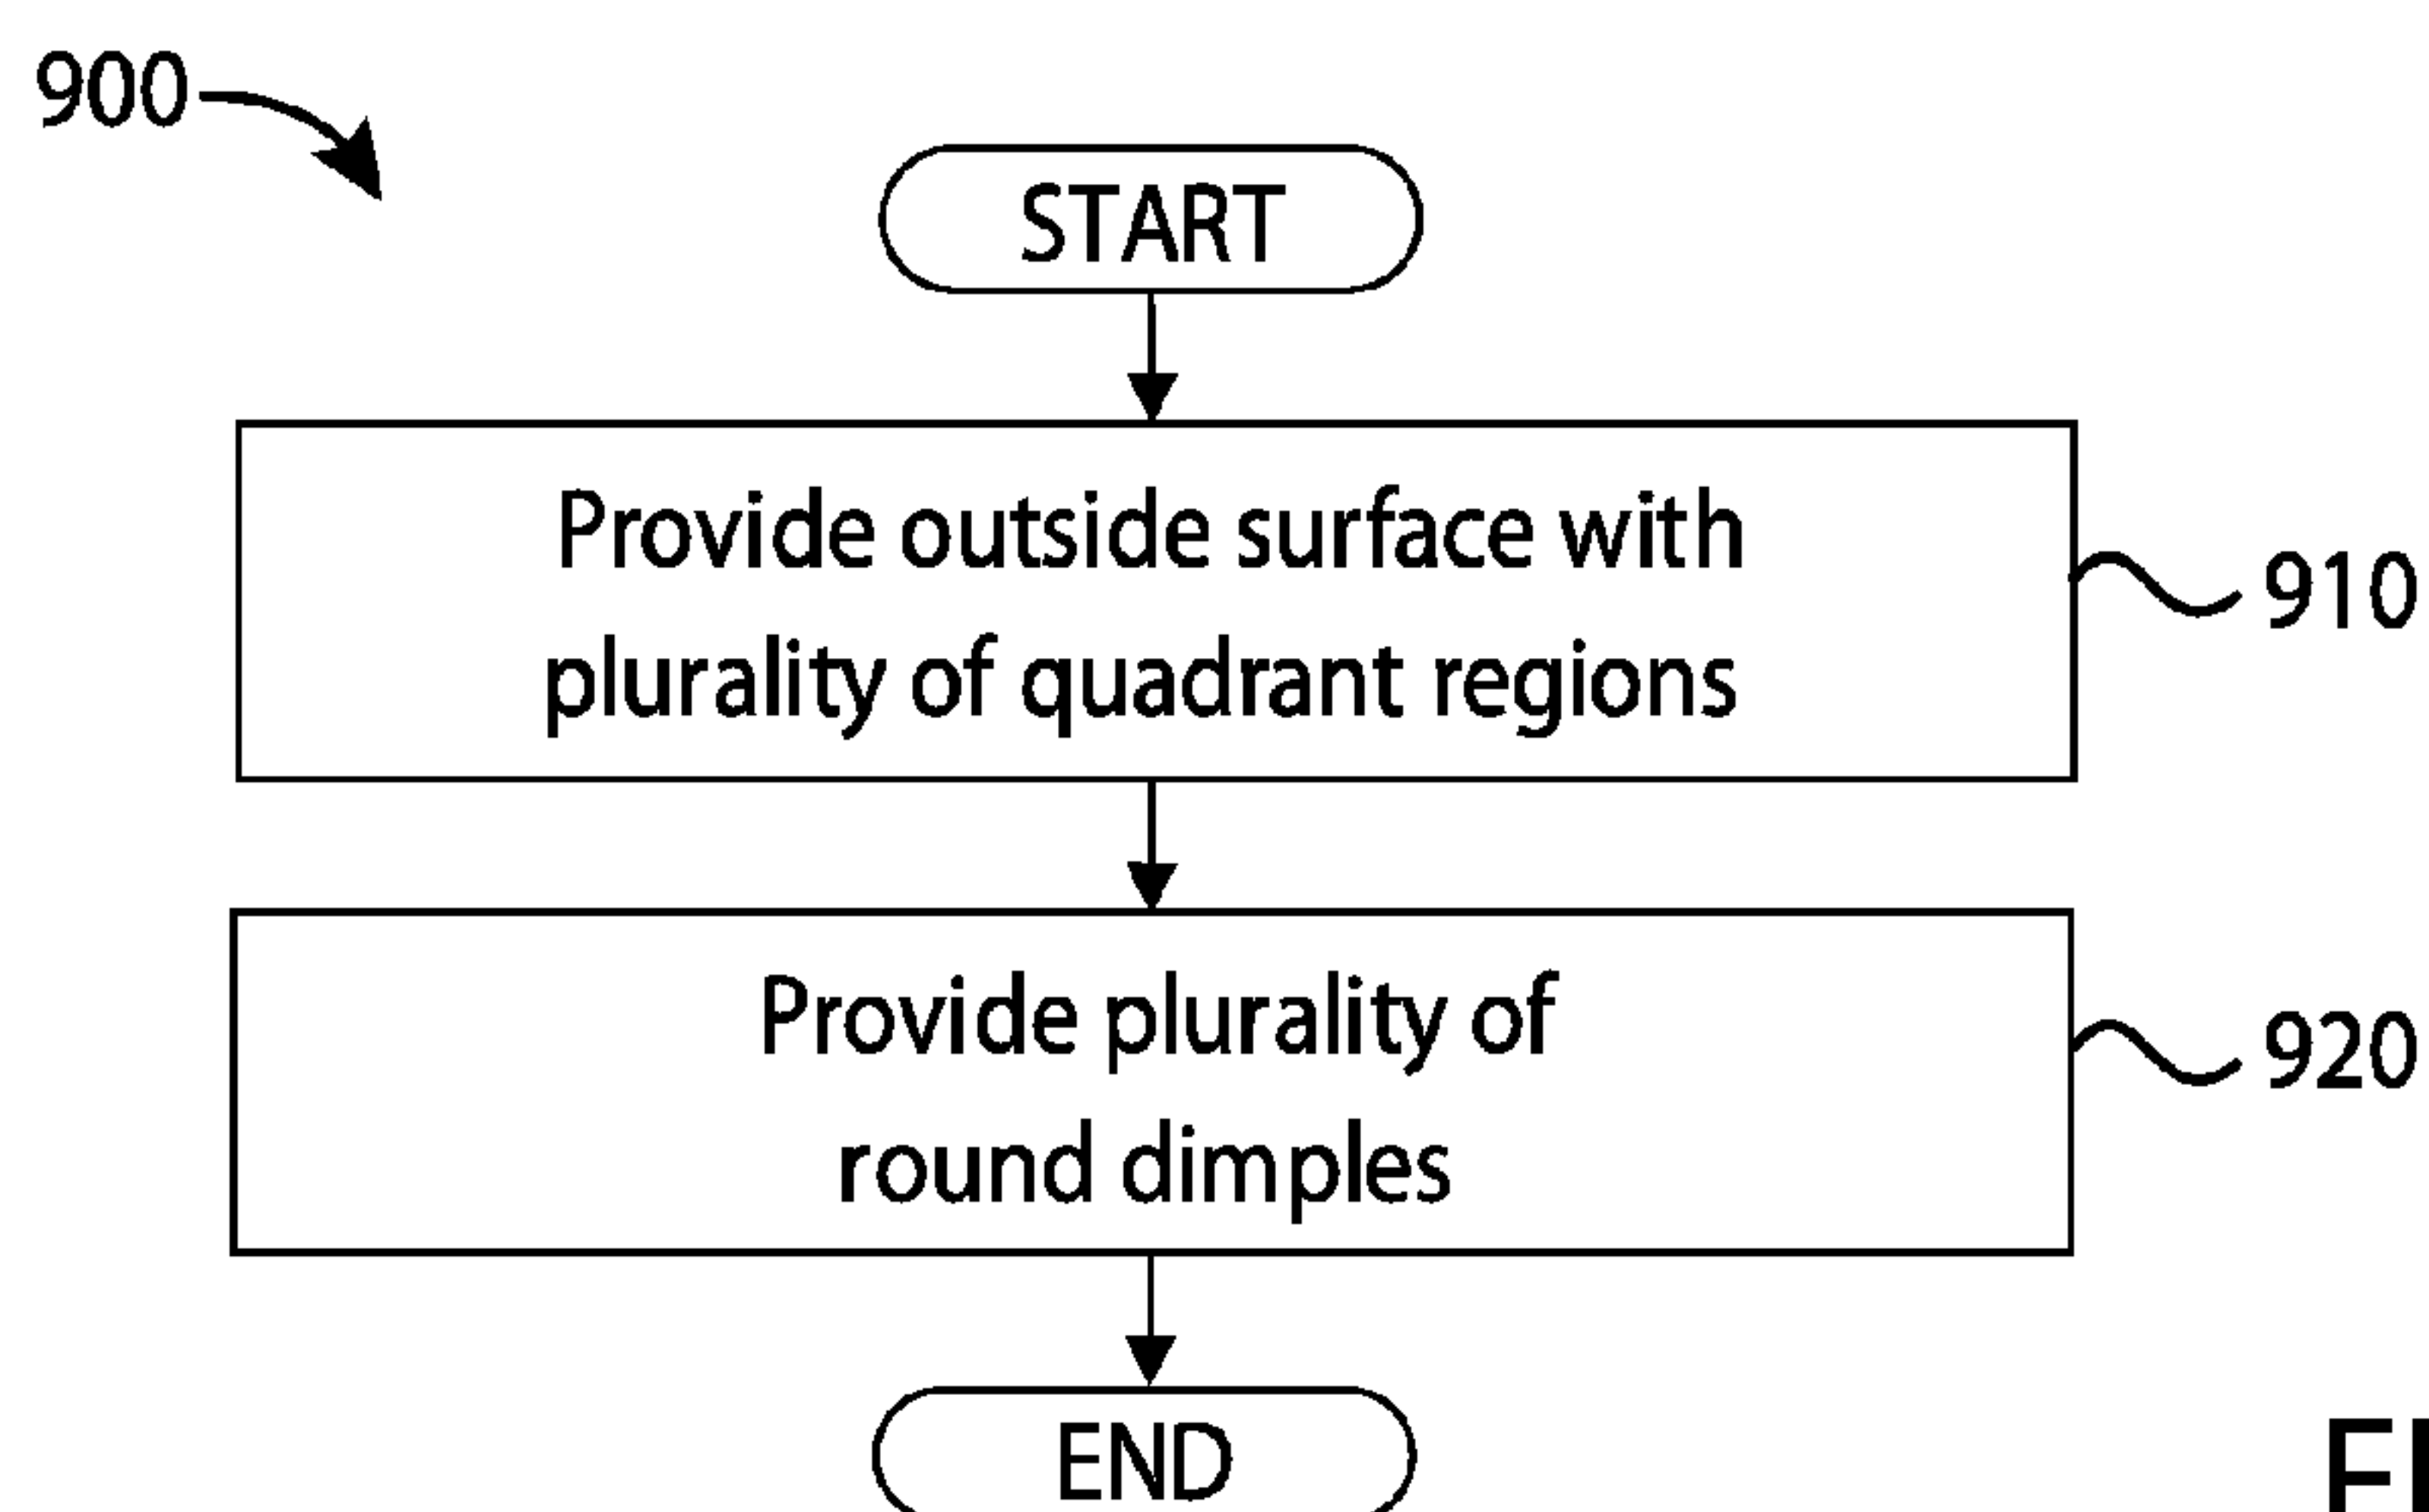 900
START
Provide outside surface with
plurality of quadrant regions
910
Provide plurality of
round dimples
920
END